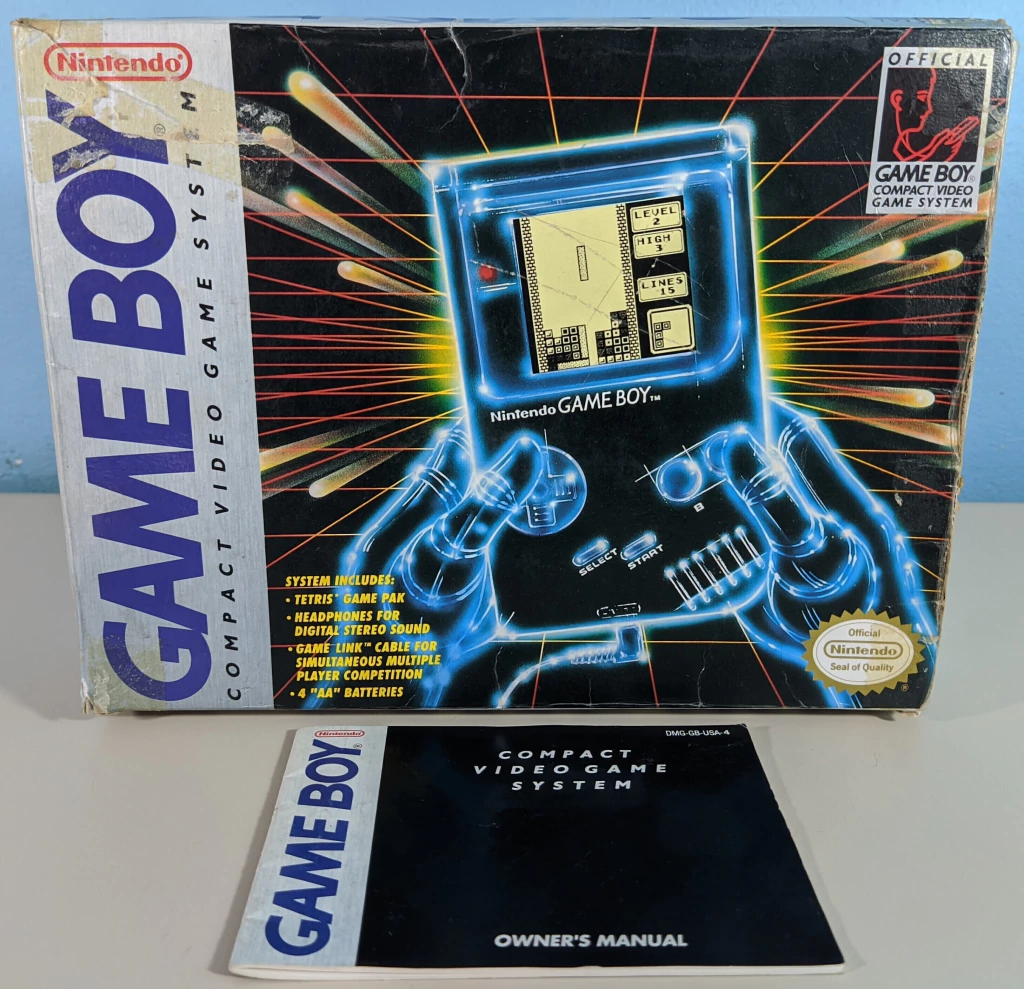 Nintendo®
GAME BOY®
COMPACT VIDEO GAME SYSTEM
OFFICIAL
GAME BOY®
COMPACT VIDEO
GAME SYSTEM
LEVEL
2
HIGH
3
LINES
15
Nintendo GAME BOY™
B
SELECT
START
SYSTEM INCLUDES:
• TETRIS® GAME PAK
• HEADPHONES FOR
DIGITAL STEREO SOUND
• GAME LINK™ CABLE FOR
SIMULTANEOUS MULTIPLE
PLAYER COMPETITION
• 4 "AA" BATTERIES
Official
Nintendo
Seal of Quality
®
Nintendo®
GAME BOY®
DMG-GB-USA-4
COMPACT
VIDEO GAME
SYSTEM
OWNER'S MANUAL